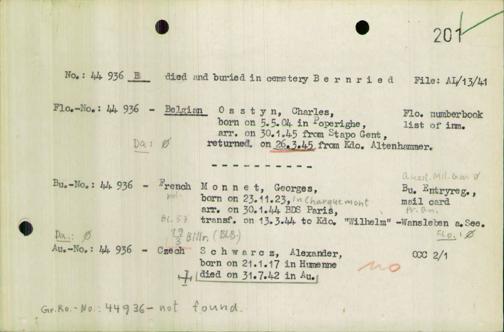 201
No.: 44 936 B died and buried in cemetery B e r n r i e d File: AI/13/41
Flo.-No.: 44 936 - Belgian O s s t y n, Charles, Flo. numberbook
born on 5.5.04 in Poperighe, list of inm.
arr. on 30.1.45 from Stapo Gent,
Da: Ø returned. on 26.3.45 from Kdo. Altenhammer.
- - - - - - - - - -
Bu.-No.: 44 936 - French M o n n e t, Georges, Bu. Entryreg.,
born on 23.11.23, in Charquemont mail card
arr. on 30.1.44 BDS Paris,
transf. on 13.3.44 to Kdo. "Wilhelm" -Wansleben a.See.
Da: Ø Billr. (BLB) Flo.: Ø
Au.-No.: 44 936 - Czech S c h w a r c z, Alexander, OCC 2/1
born on 21.1.17 in Humenne no
died on 31.7.42 in Au.
Gr.Ro.-No.: 44936 - not found.